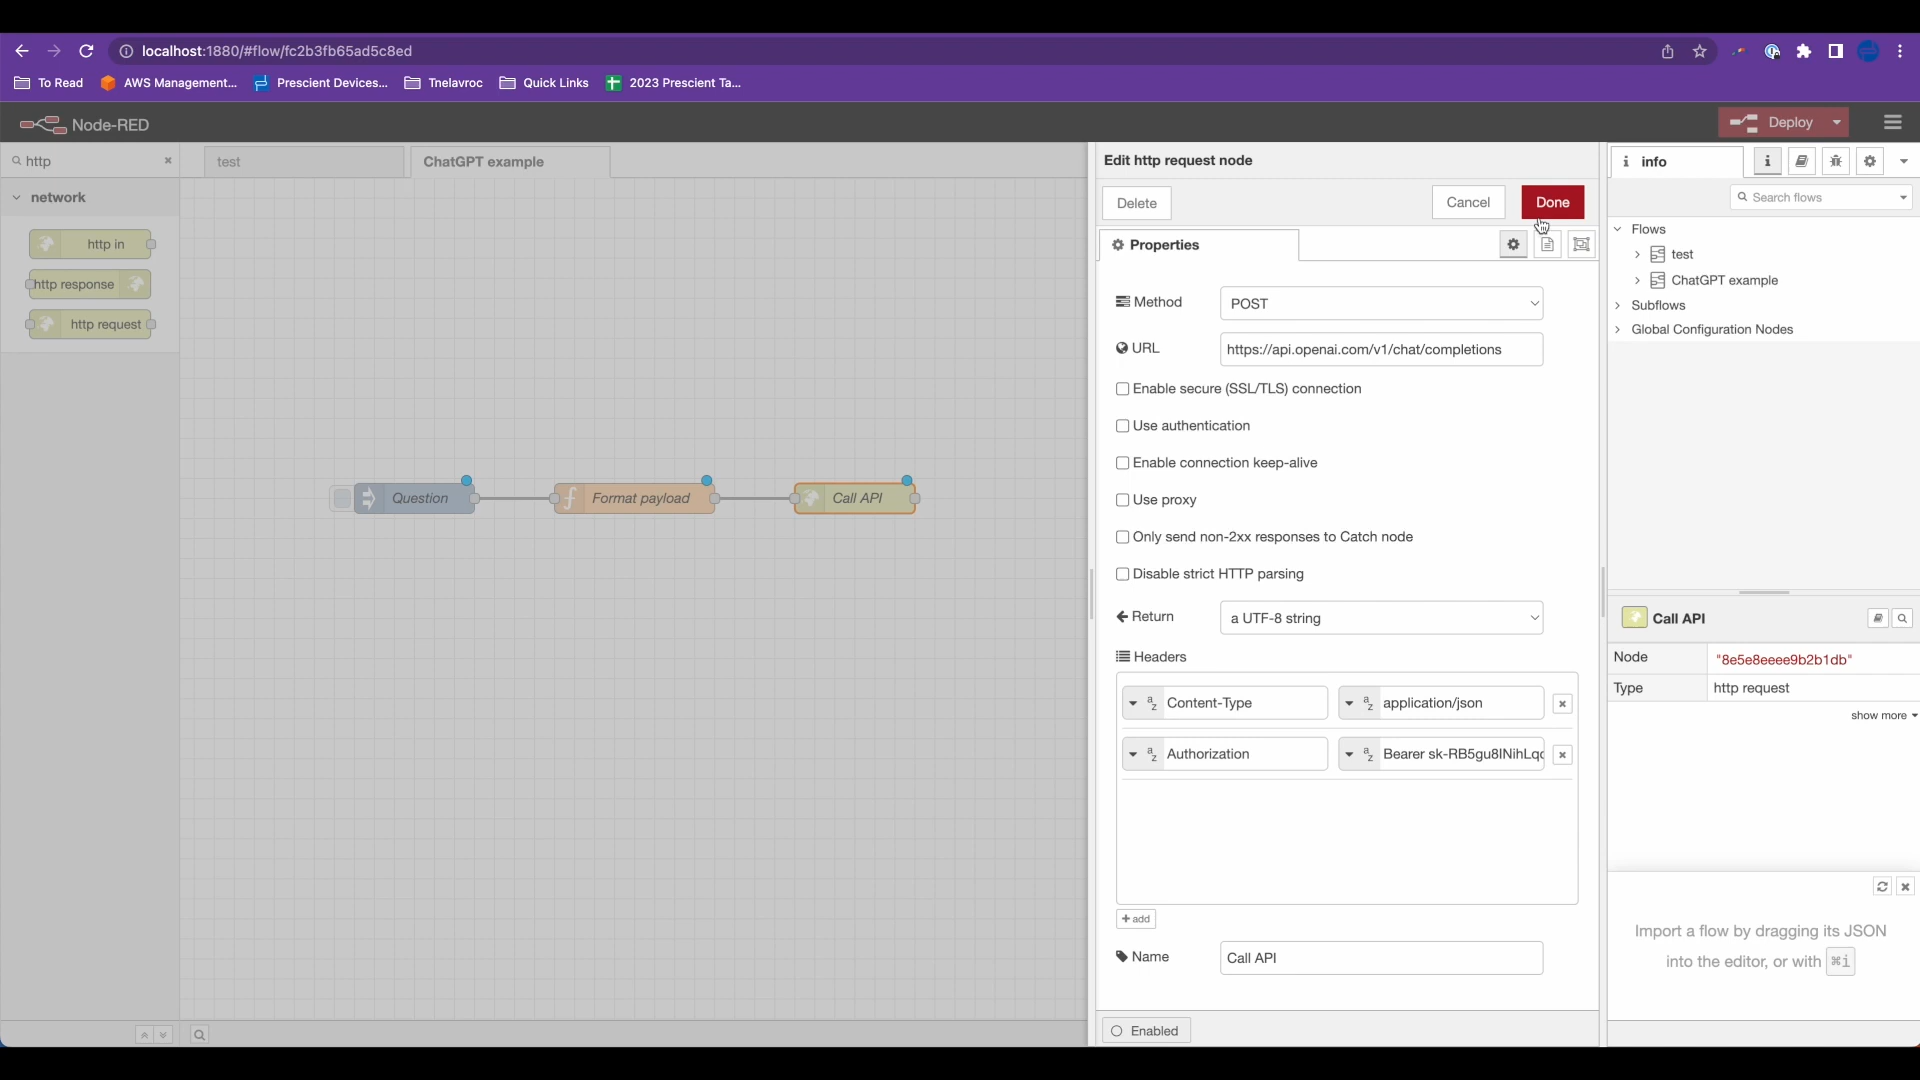 localhost:1880/#flow/fc2b3fb65ad5c8ed
To Read AWS Management... Prescient Devices... Tnelavroc Quick Links 2023 Prescient Ta...
Node-RED Deploy
http test ChatGPT example Edit http request node info
network
Delete Cancel Done
Search flows
http in
http response
http request
Properties
Flows
test
ChatGPT example
Subflows
Global Configuration Nodes
Method POST
URL https://api.openai.com/v1/chat/completions
Enable secure (SSL/TLS) connection
Use authentication
Enable connection keep-alive
Use proxy
Only send non-2xx responses to Catch node
Disable strict HTTP parsing
Question Format payload Call API
Return a UTF-8 string
Headers
Content-Type application/json
Authorization
Bearer sk-RB5gu8INihLqc
+ add
Name Call API
Enabled
Call API
Node "8e5e8eeee9b2b1db"
Type http request
show more
Import a flow by dragging its JSON
into the editor, or with ⌘i